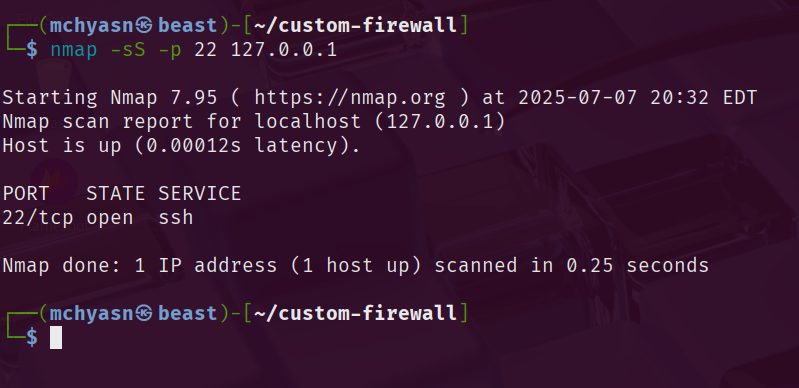 ┌──(mchyasn㉿beast)-[~/custom-firewall]
└─$ nmap -sS -p 22 127.0.0.1
Starting Nmap 7.95 ( https://nmap.org ) at 2025-07-07 20:32 EDT
Nmap scan report for localhost (127.0.0.1)
Host is up (0.00012s latency).
PORT   STATE SERVICE
22/tcp open  ssh
Nmap done: 1 IP address (1 host up) scanned in 0.25 seconds
┌──(mchyasn㉿beast)-[~/custom-firewall]
└─$